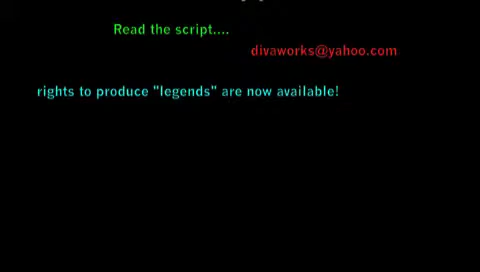 Read the script....
divaworks@yahoo.com
rights to produce "legends" are now available!